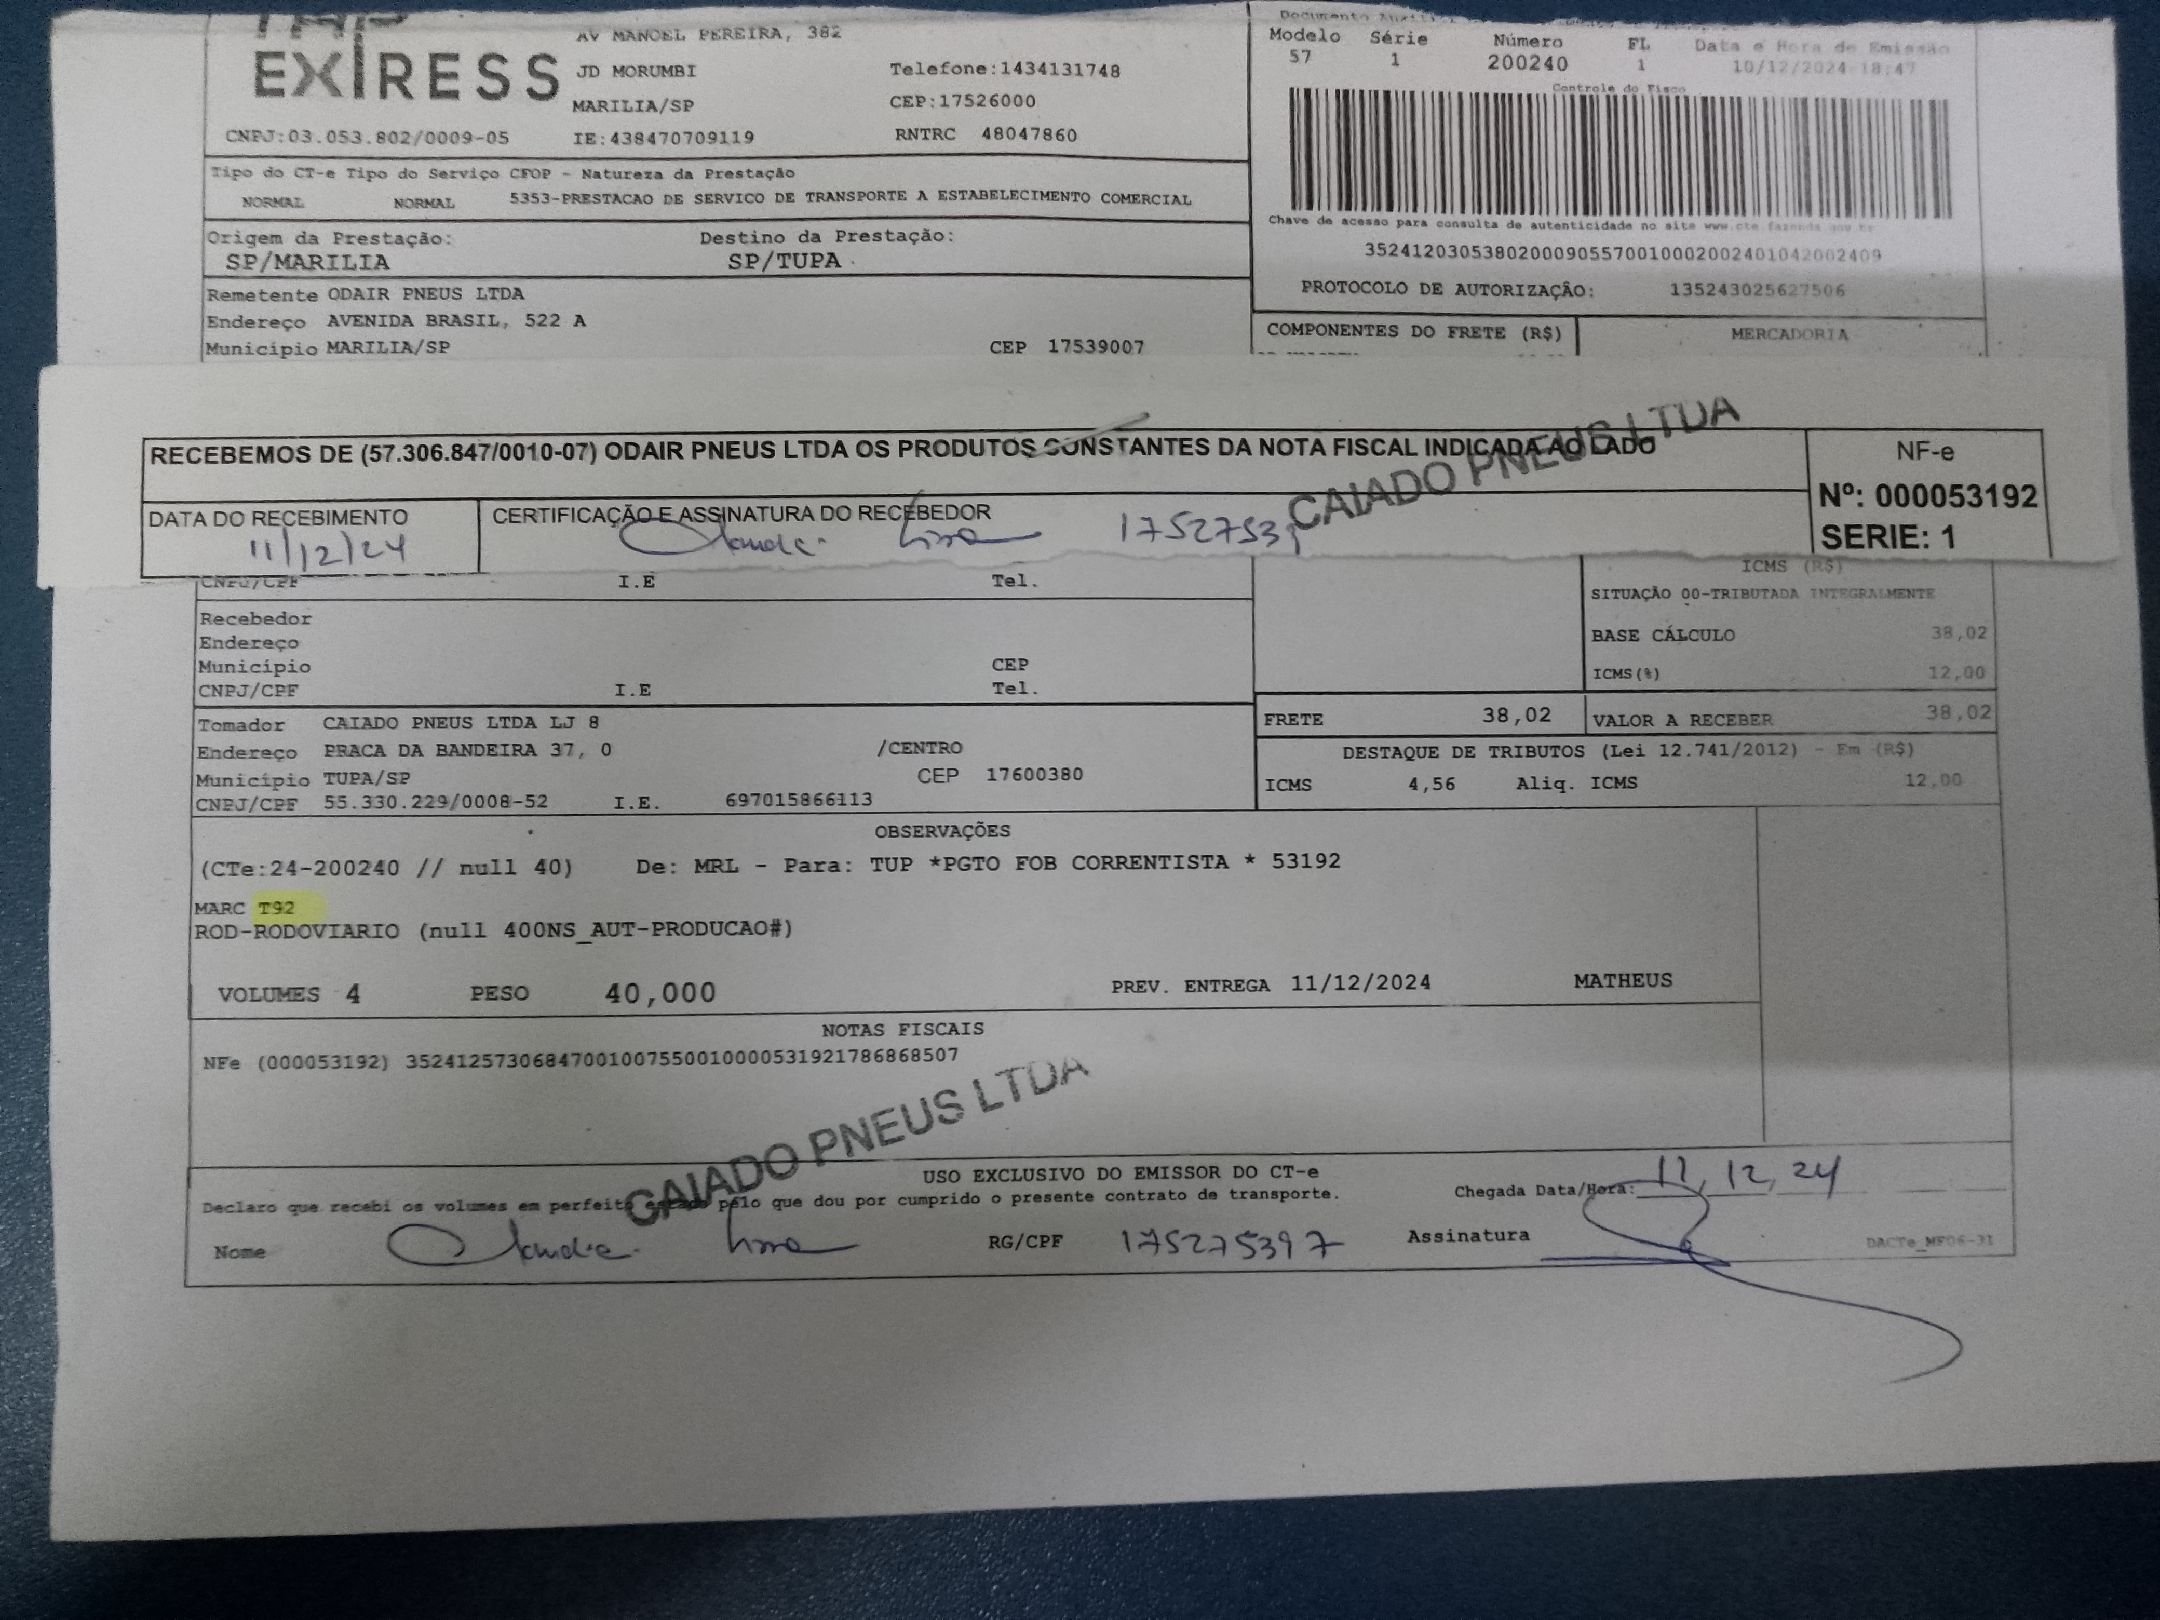 EXPRESS
AV MANOEL PEREIRA, 382
JD MORUMBI Telefone:1434131748
MARILIA/SP CEP:17526000
CNPJ:03.053.802/0009-05 IE:438470709119 RNTRC 48047860
Tipo do CT-e Tipo do Serviço CFOP - Natureza da Prestação
NORMAL NORMAL 5353-PRESTACAO DE SERVICO DE TRANSPORTE A ESTABELECIMENTO COMERCIAL
Origem da Prestação: Destino da Prestação:
SP/MARILIA SP/TUPA
Remetente ODAIR PNEUS LTDA
Endereço AVENIDA BRASIL, 522 A
Município MARILIA/SP CEP 17539007
Documento
Modelo Série Número FL Data e Hora de Emissão
57 1 200240 1 10/12/2024 18:47
Controle do Fisco
Chave de acesso para consulta de autenticidade no site www.cte.fazenda.gov.br
35241203053802000905570010002002401042002409
PROTOCOLO DE AUTORIZAÇÃO: 135243025627506
COMPONENTES DO FRETE (R$) MERCADORIA
RECEBEMOS DE (57.306.847/0010-07) ODAIR PNEUS LTDA OS PRODUTOS CONSTANTES DA NOTA FISCAL INDICADA AO LADO
CAIADO PNEUS LTDA
NF-e
Nº: 000053192
SERIE: 1
DATA DO RECEBIMENTO CERTIFICAÇÃO E ASSINATURA DO RECEBEDOR
11/12/24 Lima 1752753
CNPJ/CPF I.E Tel.
Recebedor
Endereço
Município CEP
CNPJ/CPF I.E Tel.
ICMS (R$)
SITUAÇÃO 00-TRIBUTADA INTEGRALMENTE
BASE CÁLCULO 38,02
ICMS(%) 12,00
FRETE 38,02 VALOR A RECEBER 38,02
Tomador CAIADO PNEUS LTDA LJ 8
Endereço PRACA DA BANDEIRA 37, 0 /CENTRO
Município TUPA/SP CEP 17600380
CNPJ/CPF 55.330.229/0008-52 I.E. 697015866113
DESTAQUE DE TRIBUTOS (Lei 12.741/2012) - Em (R$)
ICMS 4,56 Aliq. ICMS 12,00
OBSERVAÇÕES
(CTe:24-200240 // null 40) De: MRL - Para: TUP *PGTO FOB CORRENTISTA * 53192
MARC T92
ROD-RODOVIARIO (null 400NS_AUT-PRODUCAO#)
VOLUMES 4 PESO 40,000 PREV. ENTREGA 11/12/2024 MATHEUS
NOTAS FISCAIS
NFe (000053192) 35241257306847001007550010000531921786868507
CAIADO PNEUS LTDA
USO EXCLUSIVO DO EMISSOR DO CT-e
Declaro que recebi os volumes em perfeito estado pelo que dou por cumprido o presente contrato de transporte. Chegada Data/Hora: 11, 12, 24
Nome Lima RG/CPF 175275397 Assinatura
DACTe_MF06-31